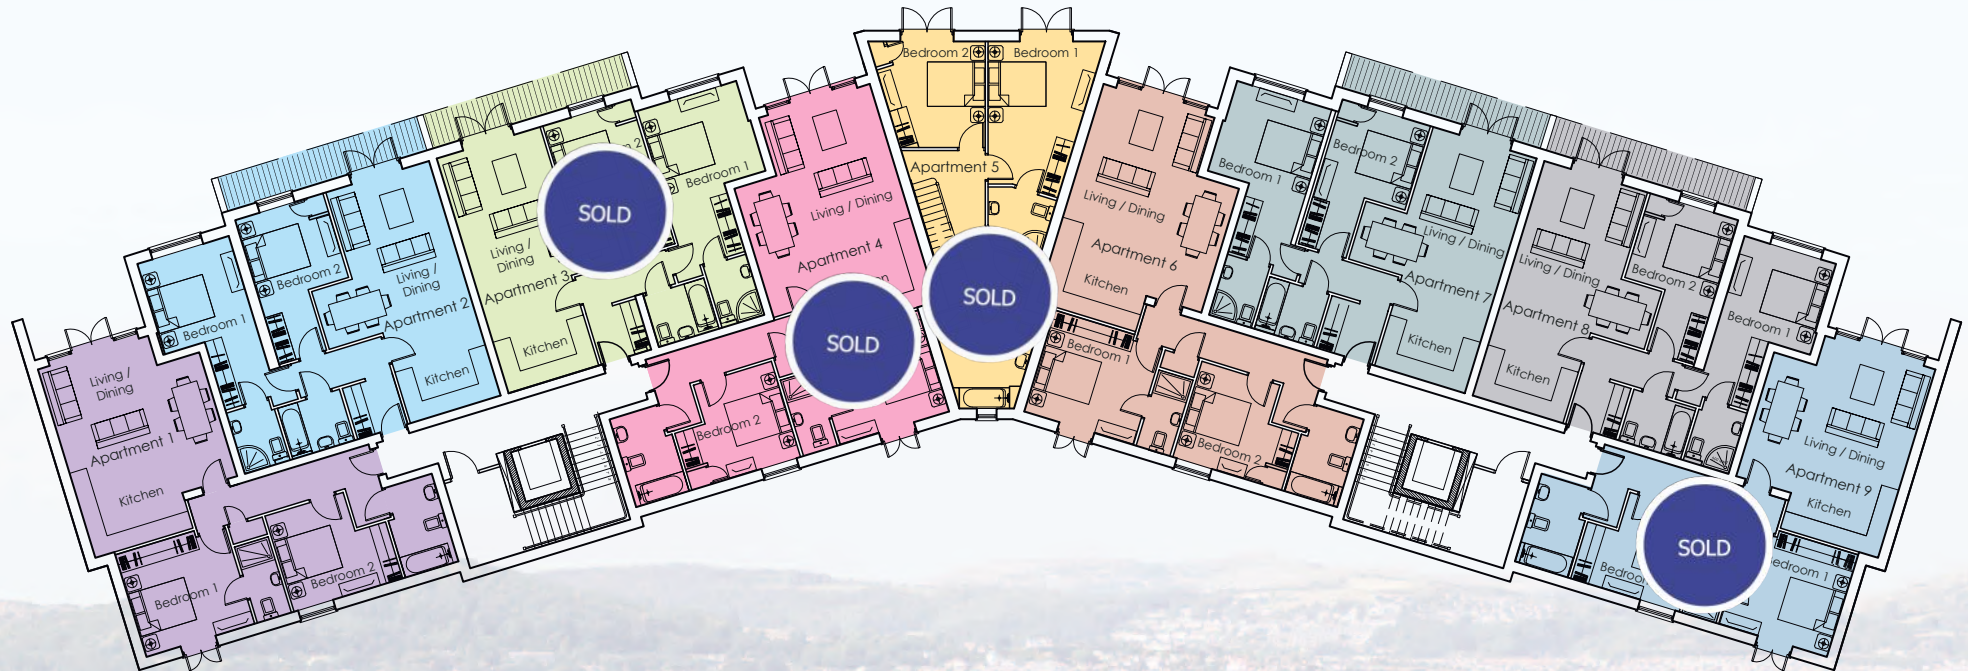 Living /
Dining
Apartment 1
Kitchen
Bedroom 1
Bedroom 2
Bedroom 1
Bedroom 2
Living /
Dining
Apartment 2
Kitchen
Living /
Dining
Apartment 3
Kitchen
SOLD
Bedroom 1
Living / Dining
Apartment 4
SOLD
Bedroom 2
Bedroom 2
Bedroom 1
Apartment 5
SOLD
Living / Dining
Apartment 6
Kitchen
Bedroom 1
Bedroom 2
Bedroom 1
Bedroom 2
Living / Dining
Apartment 7
Kitchen
Living / Dining
Apartment 8
Kitchen
Bedroom 2
Bedroom 1
Living / Dining
Apartment 9
Kitchen
SOLD
Bedroom 1